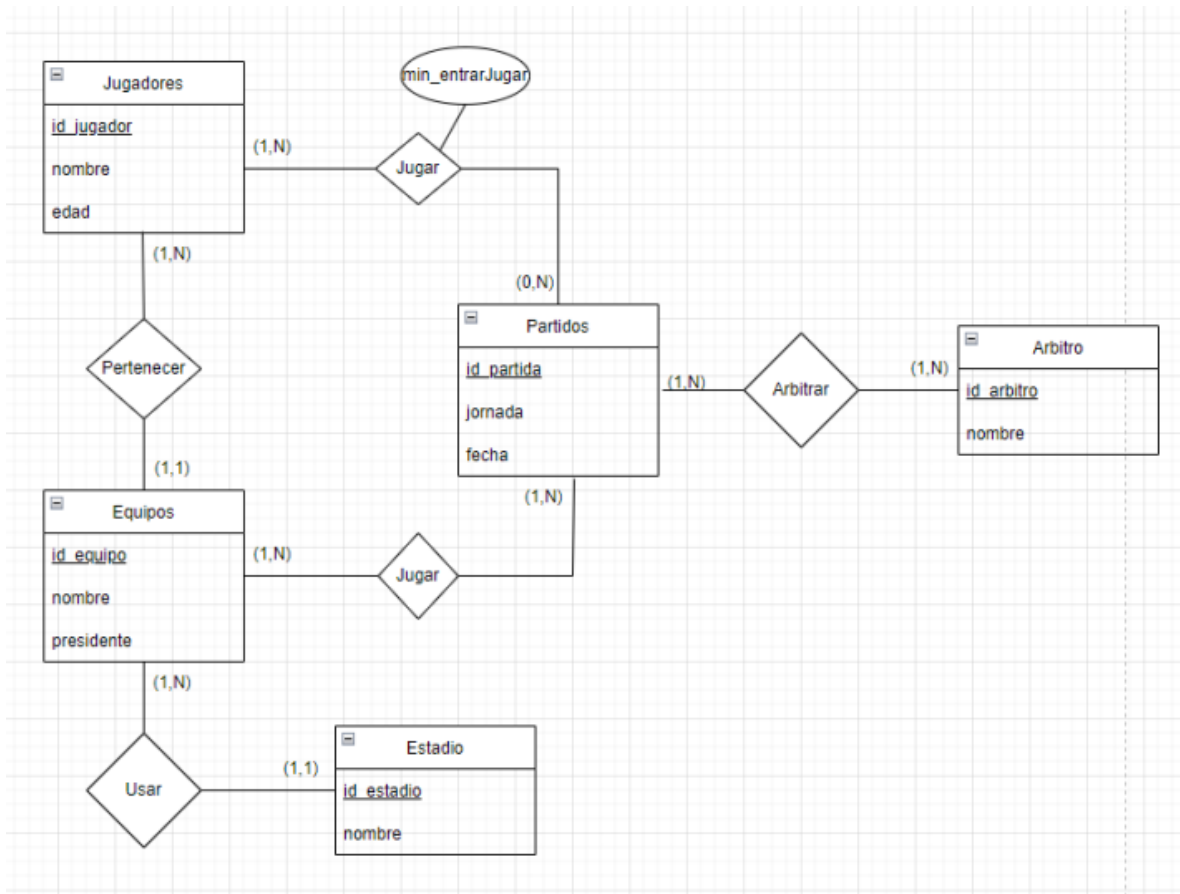 min_entrarJugar
Jugadores
id_jugador
nombre
edad
(1,N)
Jugar
(1,N)
(0,N)
Pertenecer
(1,1)
Partidos
id_partida
jornada
fecha
(1,N)
Arbitrar
(1,N)
Arbitro
id_arbitro
nombre
(1,N)
Equipos
id_equipo
nombre
presidente
(1,N)
Jugar
(1,N)
Usar
(1,1)
Estadio
id_estadio
nombre